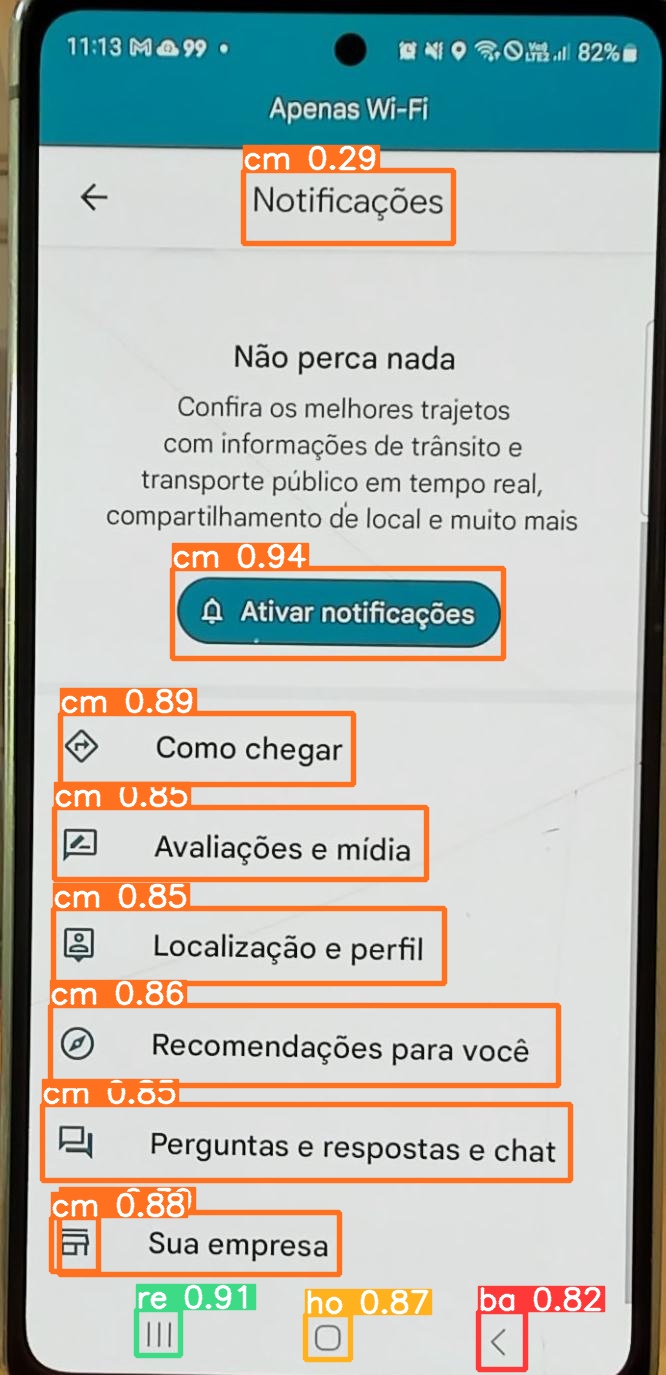 11:13 99 82%
Apenas Wi-Fi
cm 0.29
Notificações
Não perca nada
Confira os melhores trajetos
com informações de trânsito e
transporte público em tempo real,
compartilhamento de local e muito mais
cm 0.94
Ativar notificações
cm 0.89
Como chegar
cm 0.85
Avaliações e mídia
cm 0.85
Localização e perfil
cm 0.86
Recomendações para você
cm 0.85
Perguntas e respostas e chat
cm 0.88
Sua empresa
re 0.91 ho 0.87 ba 0.82